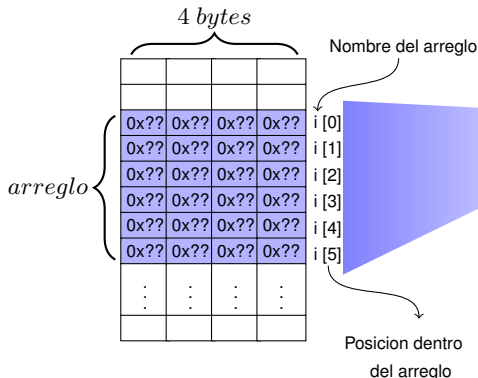 4 bytes
Nombre del arreglo
0x?? 0x?? 0x?? 0x?? i [0]
0x?? 0x?? 0x?? 0x?? i [1]
0x?? 0x?? 0x?? 0x?? i [2]
arreglo
0x?? 0x?? 0x?? 0x?? i [3]
0x?? 0x?? 0x?? 0x?? i [4]
0x?? 0x?? 0x?? 0x?? i [5]
Posicion dentro
del arreglo